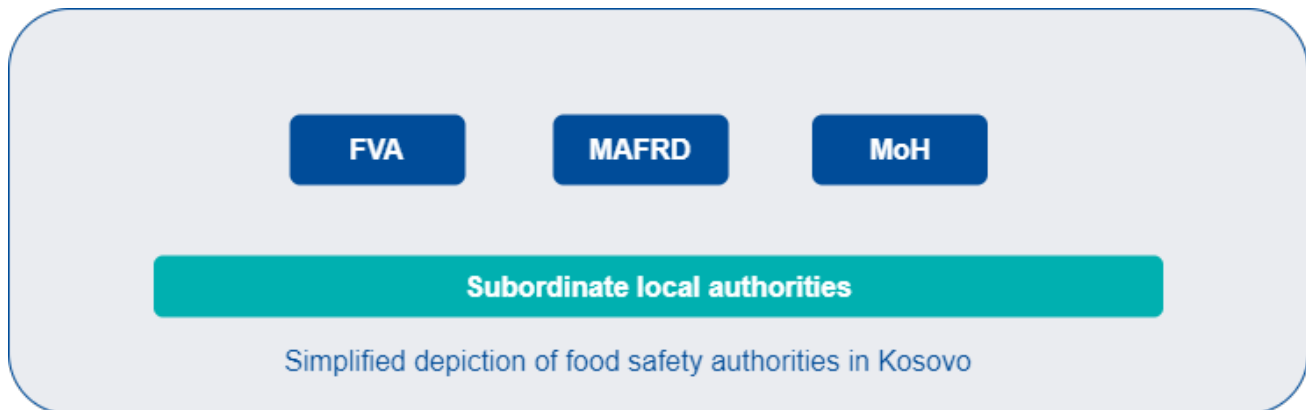 FVA MAFRD MoH
Subordinate local authorities
Simplified depiction of food safety authorities in Kosovo